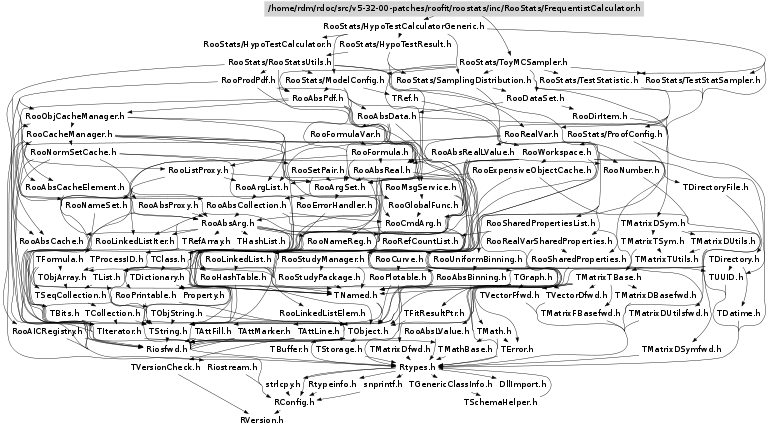 /home/rdm/rdoc/src/v5-32-00-patches/roofit/roostats/inc/RooStats/FrequentistCalculator.h
RooStats/HypoTestCalculatorGeneric.h
RooStats/HypoTestCalculator.h RooStats/HypoTestResult.h
RooStats/RooStatsUtils.h RooStats/ToyMCSampler.h
RooProdPdf.h RooStats/ModelConfig.h RooStats/SamplingDistribution.h RooStats/TestStatistic.h RooStats/TestStatSampler.h
RooAbsPdf.h TRef.h RooDataSet.h
RooObjCacheManager.h RooAbsData.h RooDirItem.h
RooCacheManager.h RooFormulaVar.h RooRealVar.h RooStats/ProofConfig.h
RooNormSetCache.h RooFormula.h RooAbsRealLValue.h RooWorkspace.h
RooListProxy.h RooSetPair.h RooAbsReal.h RooExpensiveObjectCache.h RooNumber.h
RooAbsCacheElement.h RooArgList.h RooArgSet.h RooMsgService.h TDirectoryFile.h
RooNameSet.h RooAbsProxy.h RooAbsCollection.h RooErrorHandler.h RooGlobalFunc.h
RooAbsArg.h RooCmdArg.h RooSharedPropertiesList.h TMatrixDSym.h
RooAbsCache.h RooLinkedListIter.h TRefArray.h THashList.h RooNameReg.h RooRefCountList.h RooRealVarSharedProperties.h TMatrixTSym.h TMatrixDUtils.h
TFormula.h TProcessID.h TClass.h RooLinkedList.h RooStudyManager.h RooCurve.h RooUniformBinning.h RooSharedProperties.h TMatrixTUtils.h TDirectory.h
TObjArray.h TList.h TDictionary.h RooHashTable.h RooStudyPackage.h RooPlotable.h RooAbsBinning.h TGraph.h TMatrixTBase.h TUUID.h
TSeqCollection.h RooPrintable.h Property.h TNamed.h TVectorFfwd.h TVectorDfwd.h TMatrixDBasefwd.h
TBits.h TCollection.h TObjString.h RooLinkedListElem.h TFitResultPtr.h TMatrixFBasefwd.h TMatrixDUtilsfwd.h TDatime.h
RooAICRegistry.h TIterator.h TString.h TAttFill.h TAttMarker.h TAttLine.h TObject.h RooAbsLValue.h TMath.h
Riosfwd.h TBuffer.h TStorage.h TMatrixDfwd.h TMathBase.h TError.h TMatrixDSymfwd.h
TVersionCheck.h Riostream.h Rtypes.h
strlcpy.h Rtypeinfo.h snprintf.h TGenericClassInfo.h DllImport.h
RConfig.h TSchemaHelper.h
RVersion.h